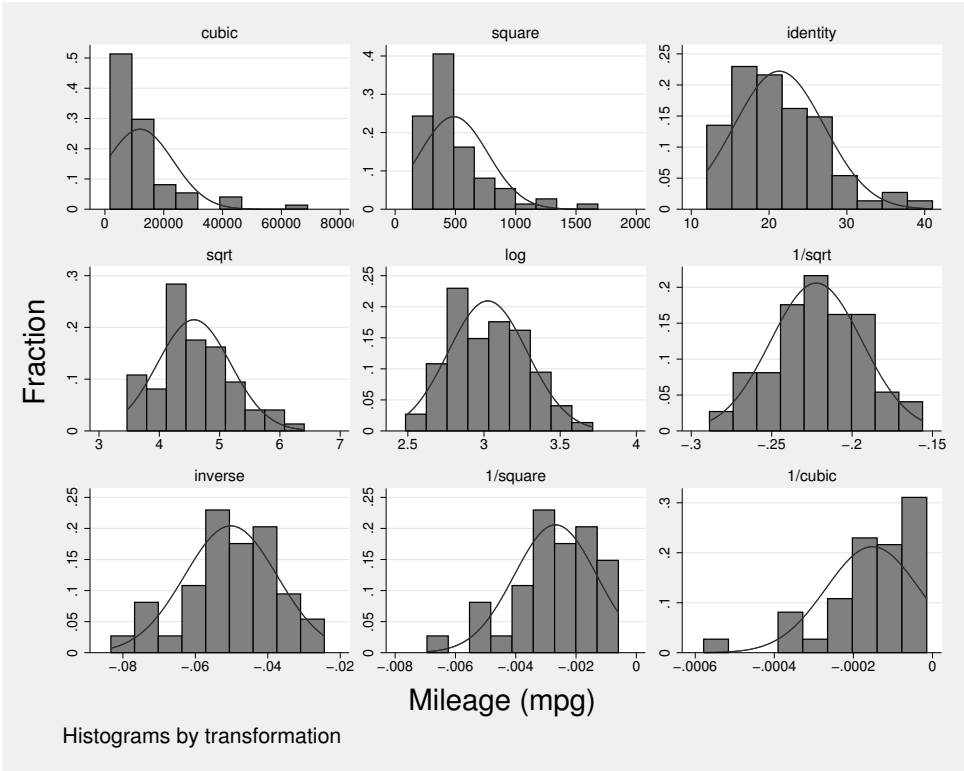 cubic
square
identity
0 .1 .2 .3 .4 .5
0 20000 40000 60000 80000
0 .1 .2 .3 .4
0 500 1000 1500 2000
0 .05 .1 .15 .2 .25
10 20 30 40
sqrt
log
1/sqrt
0 .1 .2 .3
3 4 5 6 7
0 .05 .1 .15 .2 .25
2.5 3 3.5 4
0 .05 .1 .15 .2
-.3 -.25 -.2 -.15
inverse
1/square
1/cubic
0 .05 .1 .15 .2 .25
-.08 -.06 -.04 -.02
0 .05 .1 .15 .2 .25
-.008 -.006 -.004 -.002 0
0 .1 .2 .3
-.0006 -.0004 -.0002 0
Fraction
Mileage (mpg)
Histograms by transformation